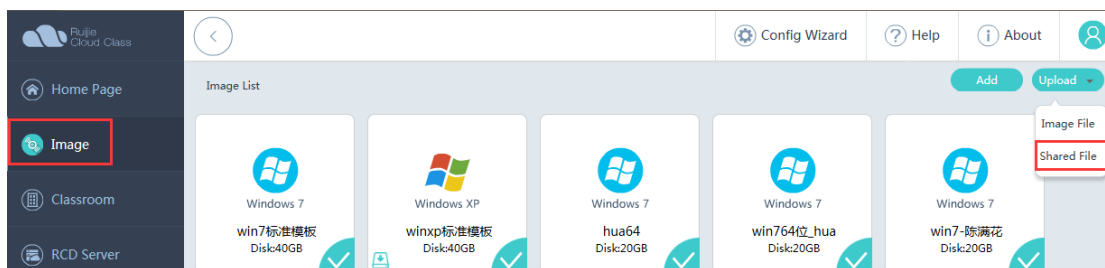 Ruijie
Cloud Class
Config Wizard
Help
About
Home Page
Image List
Add
Upload
Image File
Shared File
Image
Classroom
RCD Server
Windows 7
win7标准模板
Disk:40GB
Windows XP
winxp标准模板
Disk:40GB
Windows 7
hua64
Disk:20GB
Windows 7
win764位_hua
Disk:20GB
Windows 7
win7-陈满花
Disk:20GB